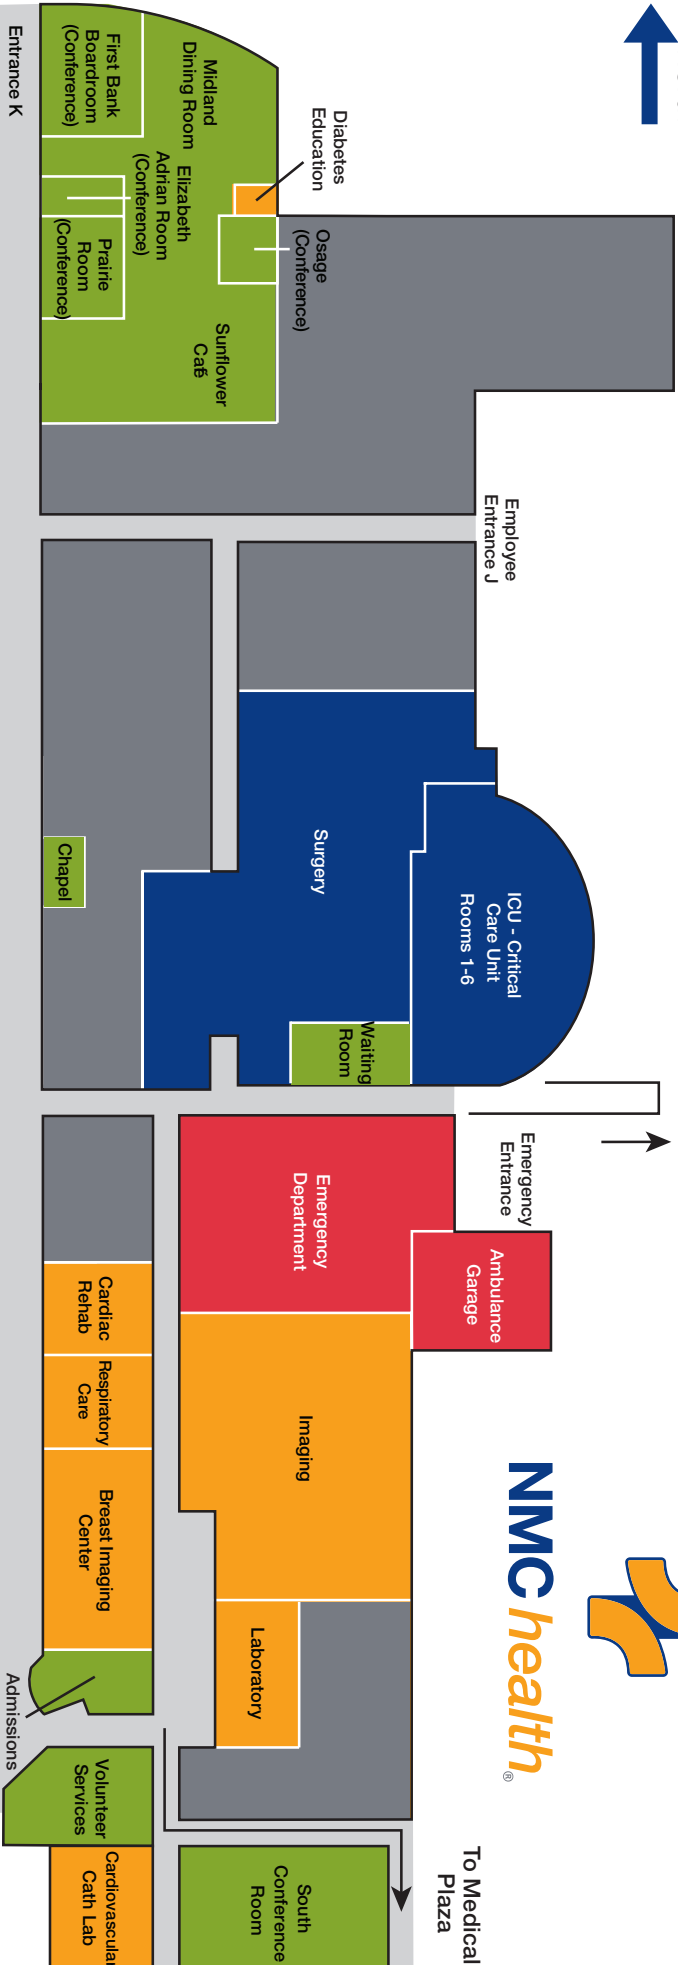 Entrance K
First Bank
Boardroom
(Conference)
Midland
Dining Room
Diabetes
Education
Elizabeth
Adrian Room
(Conference)
Prairie
Room
(Conference)
Osage
(Conference)
Sunflower
Café
Employee
Entrance J
Surgery
Chapel
ICU - Critical
Care Unit
Rooms 1-6
Waiting
Room
Emergency
Entrance
Emergency
Department
Ambulance
Garage
Cardiac
Rehab
Respiratory
Care
Imaging
Breast Imaging
Center
NMC health®
Laboratory
Admissions
Volunteer
Services
Cardiovascular
Cath Lab
South
Conference
Room
To Medical
Plaza